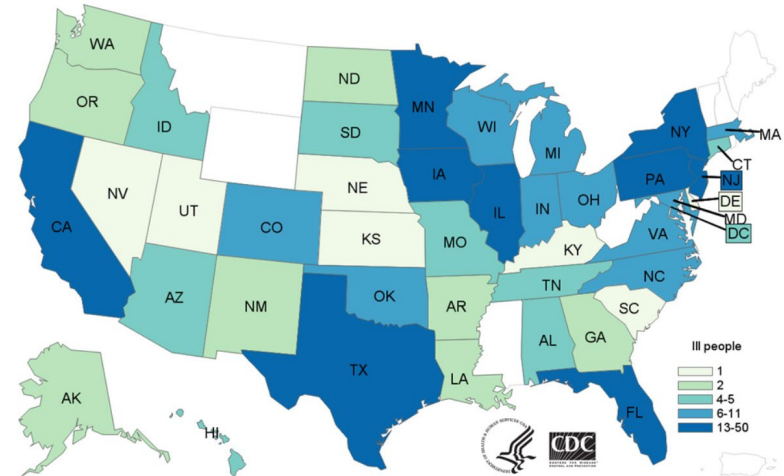 WA
OR
ID
NV
UT
CA
AZ
CO
NM
ND
SD
NE
KS
OK
TX
MN
IA
MO
AR
LA
WI
IL
MI
IN
OH
KY
TN
AL
GA
FL
SC
NC
VA
PA
NY
MA
CT
NJ
DE
MD
DC
AK
HI
Ill people
1
2
4-5
6-11
13-50
CDC